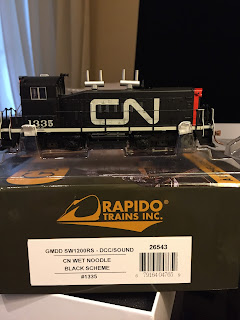 CN
1335
RAPIDO
TRAINS INC.
GMDD SW1200RS - DCC/SOUND
26543
CN WET NOODLE
BLACK SCHEME
#1335